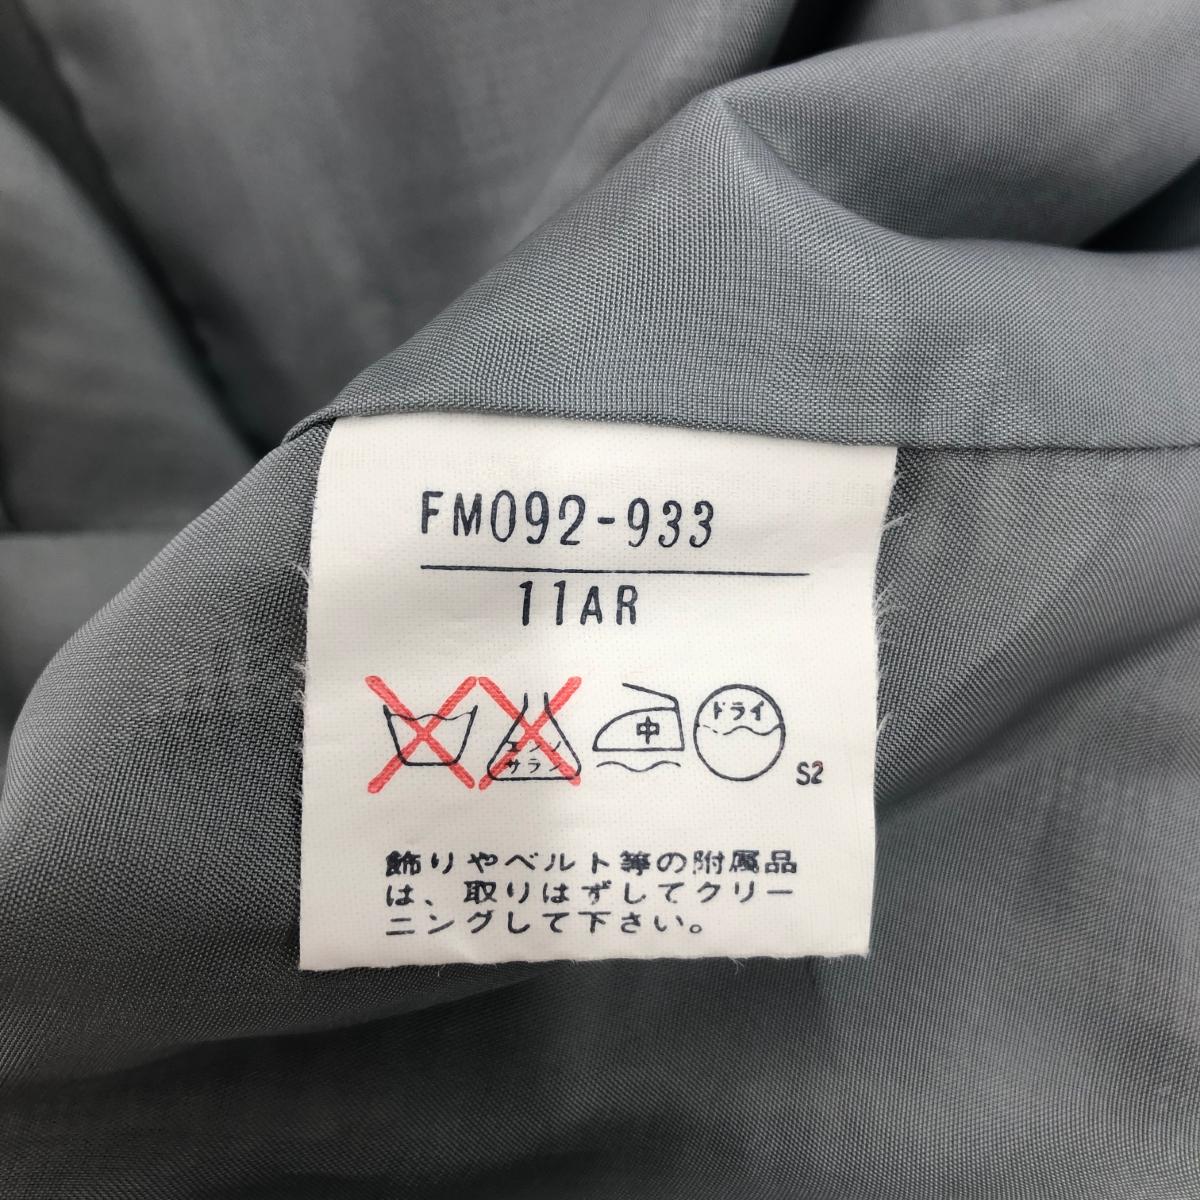 FM092-933
11AR
エンソ
サラシ
中
ドライ
S2
飾りやベルト等の附属品
は、取りはずしてクリー
ニングして下さい。